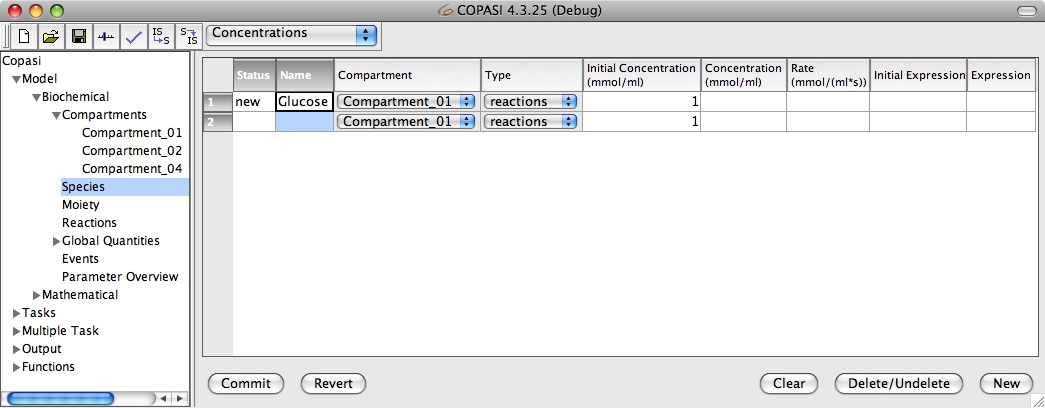 COPASI 4.3.25 (Debug)
IS S S IS
Concentrations
Copasi
Model
Biochemical
Compartments
Compartment_01
Compartment_02
Compartment_04
Species
Moiety
Reactions
Global Quantities
Events
Parameter Overview
Mathematical
Tasks
Multiple Task
Output
Functions
Status Name Compartment Type Initial Concentration (mmol/ml) Concentration (mmol/ml) Rate (mmol/(ml*s)) Initial Expression Expression
1 new Glucose Compartment_01 reactions 1
2 Compartment_01 reactions 1
Commit Revert Clear Delete/Undelete New